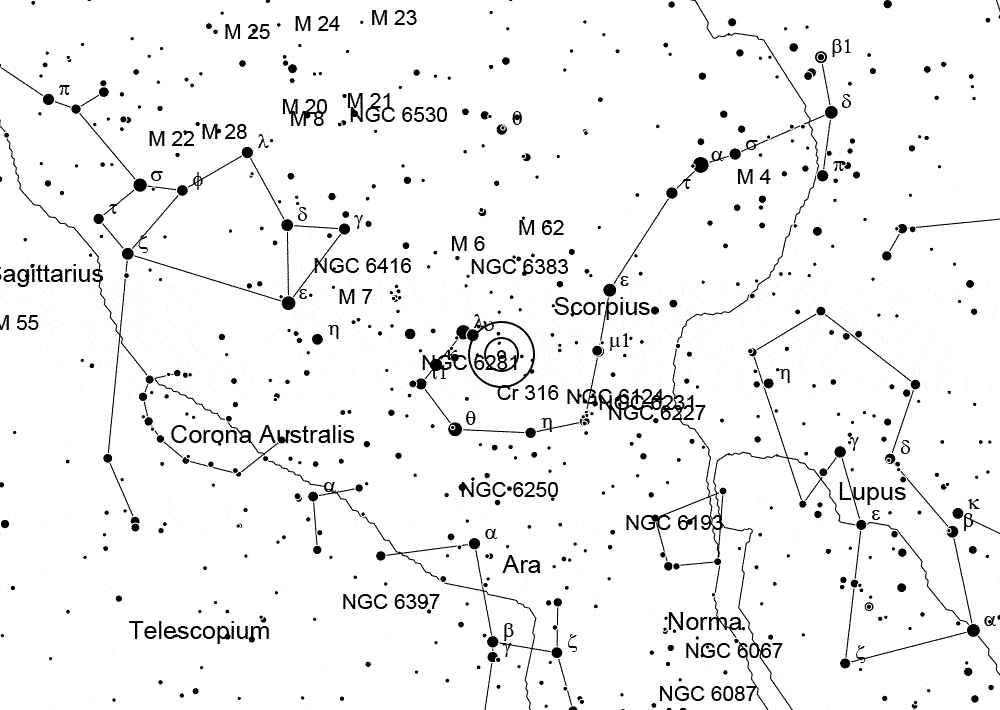 M 23
M 24
M 25
β1
π
M 21
M 20
NGC 6530
M 8
θ
δ
M 22
M 28
λ
σ
α
σ
φ
M 4
π
τ
τ
δ
γ
M 62
ζ
M 6
Sagittarius
NGC 6416
NGC 6383
ε
ε
M 7
Scorpius
M 55
η
λυ
μ1
NGC 6281
ι1
η
Cr 316
NGC 6124
NGC 6231
NGC 6227
θ
η
Corona Australis
γ
δ
α
NGC 6250
Lupus
κ
NGC 6193
ε
β
α
Ara
NGC 6397
Norma
α
Telescopium
β
γ
ζ
NGC 6067
ζ
NGC 6087